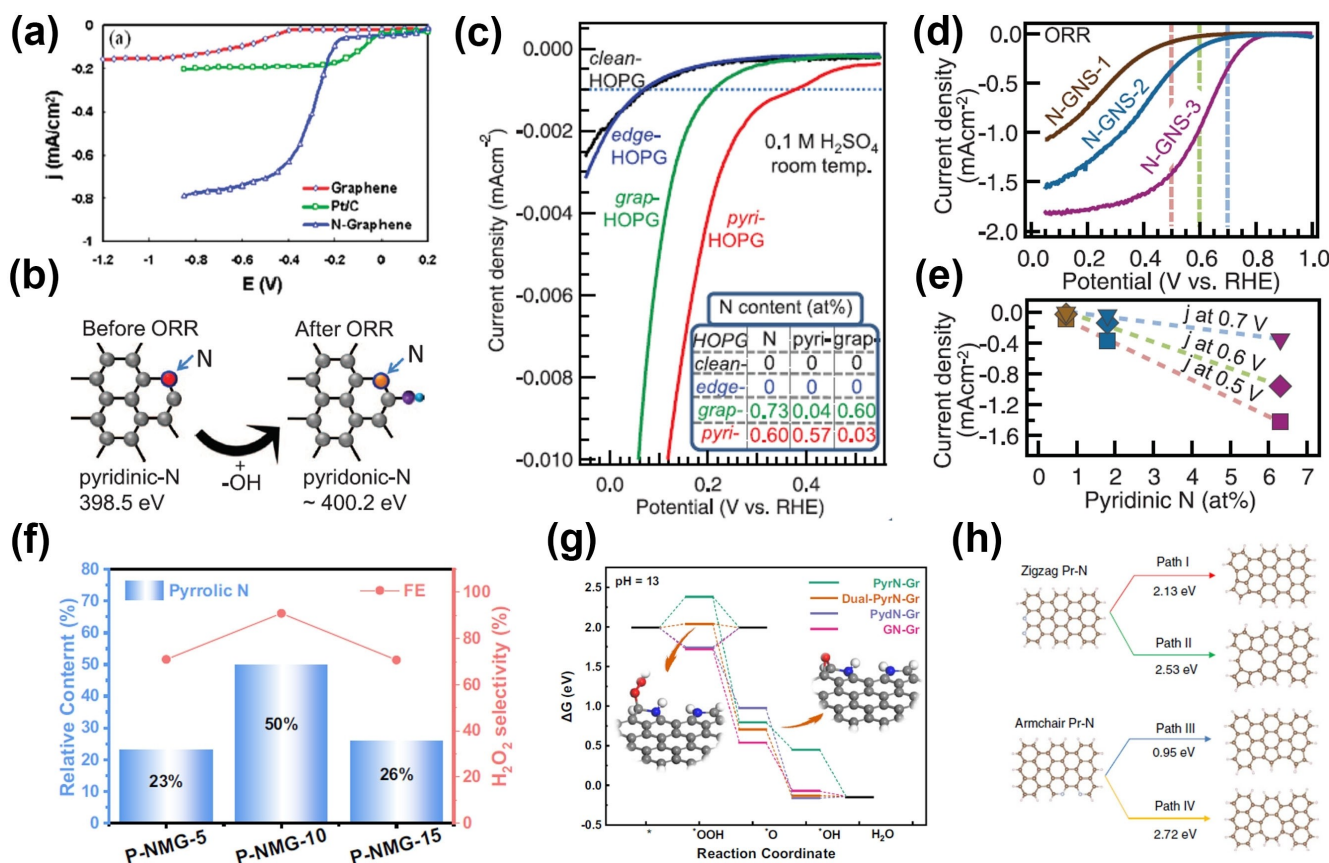 (a)
(a)
0.2
0
-0.2
-0.4
-0.6
-0.8
-1
j (mA/cm²)
Graphene
Pt/C
N-Graphene
-1.2 -1 -0.8 -0.6 -0.4 -0.2 0 0.2
E (V)
(b)
Before ORR
After ORR
N
N
pyridinic-N
398.5 eV
+
-OH
pyridonic-N
~ 400.2 eV
(c)
0.000
-0.002
-0.004
-0.006
-0.008
-0.010
Current density (mAcm⁻²)
clean-
HOPG
edge-
HOPG
grap-
HOPG
pyri-
HOPG
0.1 M H₂SO₄
room temp.
N content (at%)
HOPG N pyri- grap-
clean- 0 0 0
edge- 0 0 0
grap- 0.73 0.04 0.60
pyri- 0.60 0.57 0.03
0.0 0.2 0.4
Potential (V vs. RHE)
(d)
ORR
0.0
-0.5
-1.0
-1.5
-2.0
Current density
(mAcm⁻²)
N-GNS-1
N-GNS-2
N-GNS-3
0.0 0.2 0.4 0.6 0.8 1.0
Potential (V vs. RHE)
(e)
0.0
-0.4
-0.8
-1.2
-1.6
Current density
(mAcm⁻²)
j at 0.7 V
j at 0.6 V
j at 0.5 V
0 1 2 3 4 5 6 7
Pyridinic N (at%)
(f)
80
70
60
50
40
30
20
10
0
Relative Conternt (%)
Pyrrolic N
FE
23%
50%
26%
100
80
60
40
20
0
H₂O₂ selectivity (%)
P-NMG-5 P-NMG-10 P-NMG-15
(g)
pH = 13
PyrN-Gr
Dual-PyrN-Gr
PydN-Gr
GN-Gr
2.5
2.0
1.5
1.0
0.5
0.0
-0.5
ΔG (eV)
* *OOH *O *OH H₂O
Reaction Coordinate
(h)
Zigzag Pr-N
Path I
2.13 eV
Path II
2.53 eV
Armchair Pr-N
Path III
0.95 eV
Path IV
2.72 eV